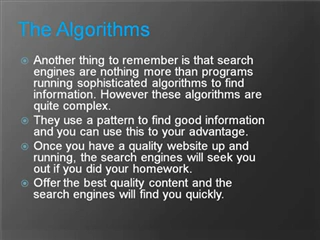 The Algorithms
Another thing to remember is that search
engines are nothing more than programs
running sophisticated algorithms to find
information. However these algorithms are
quite complex.
They use a pattern to find good information
and you can use this to your advantage.
Once you have a quality website up and
running, the search engines will seek you
out if you did your homework.
Offer the best quality content and the
search engines will find you quickly.